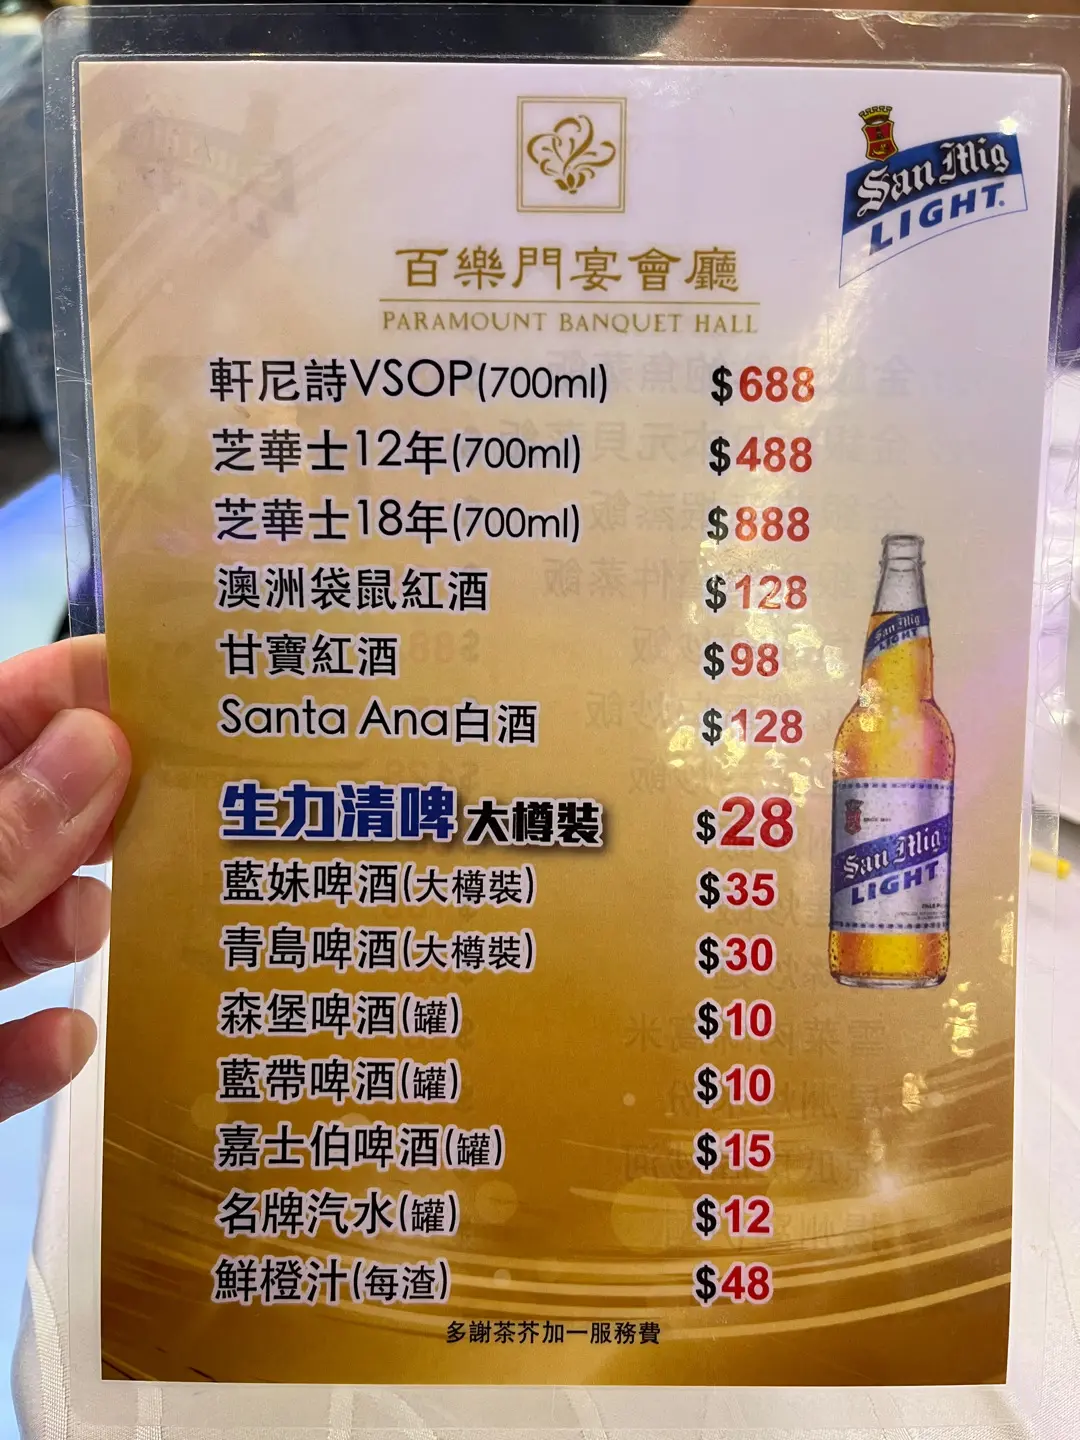 San Mig
LIGHT
百樂門宴會廳
PARAMOUNT BANQUET HALL
軒尼詩VSOP(700ml) $688
芝華士12年(700ml) $488
芝華士18年(700ml) $888
澳洲袋鼠紅酒 $128
甘寶紅酒 $98
Santa Ana白酒 $128
生力清啤 大樽裝 $28
藍妹啤酒(大樽裝) $35
青島啤酒(大樽裝) $30
森堡啤酒(罐) $10
藍帶啤酒(罐) $10
嘉士伯啤酒(罐) $15
名牌汽水(罐) $12
鮮橙汁(每渣) $48
多謝茶芥加一服務費
San Mig
LIGHT
San Mig
LIGHT